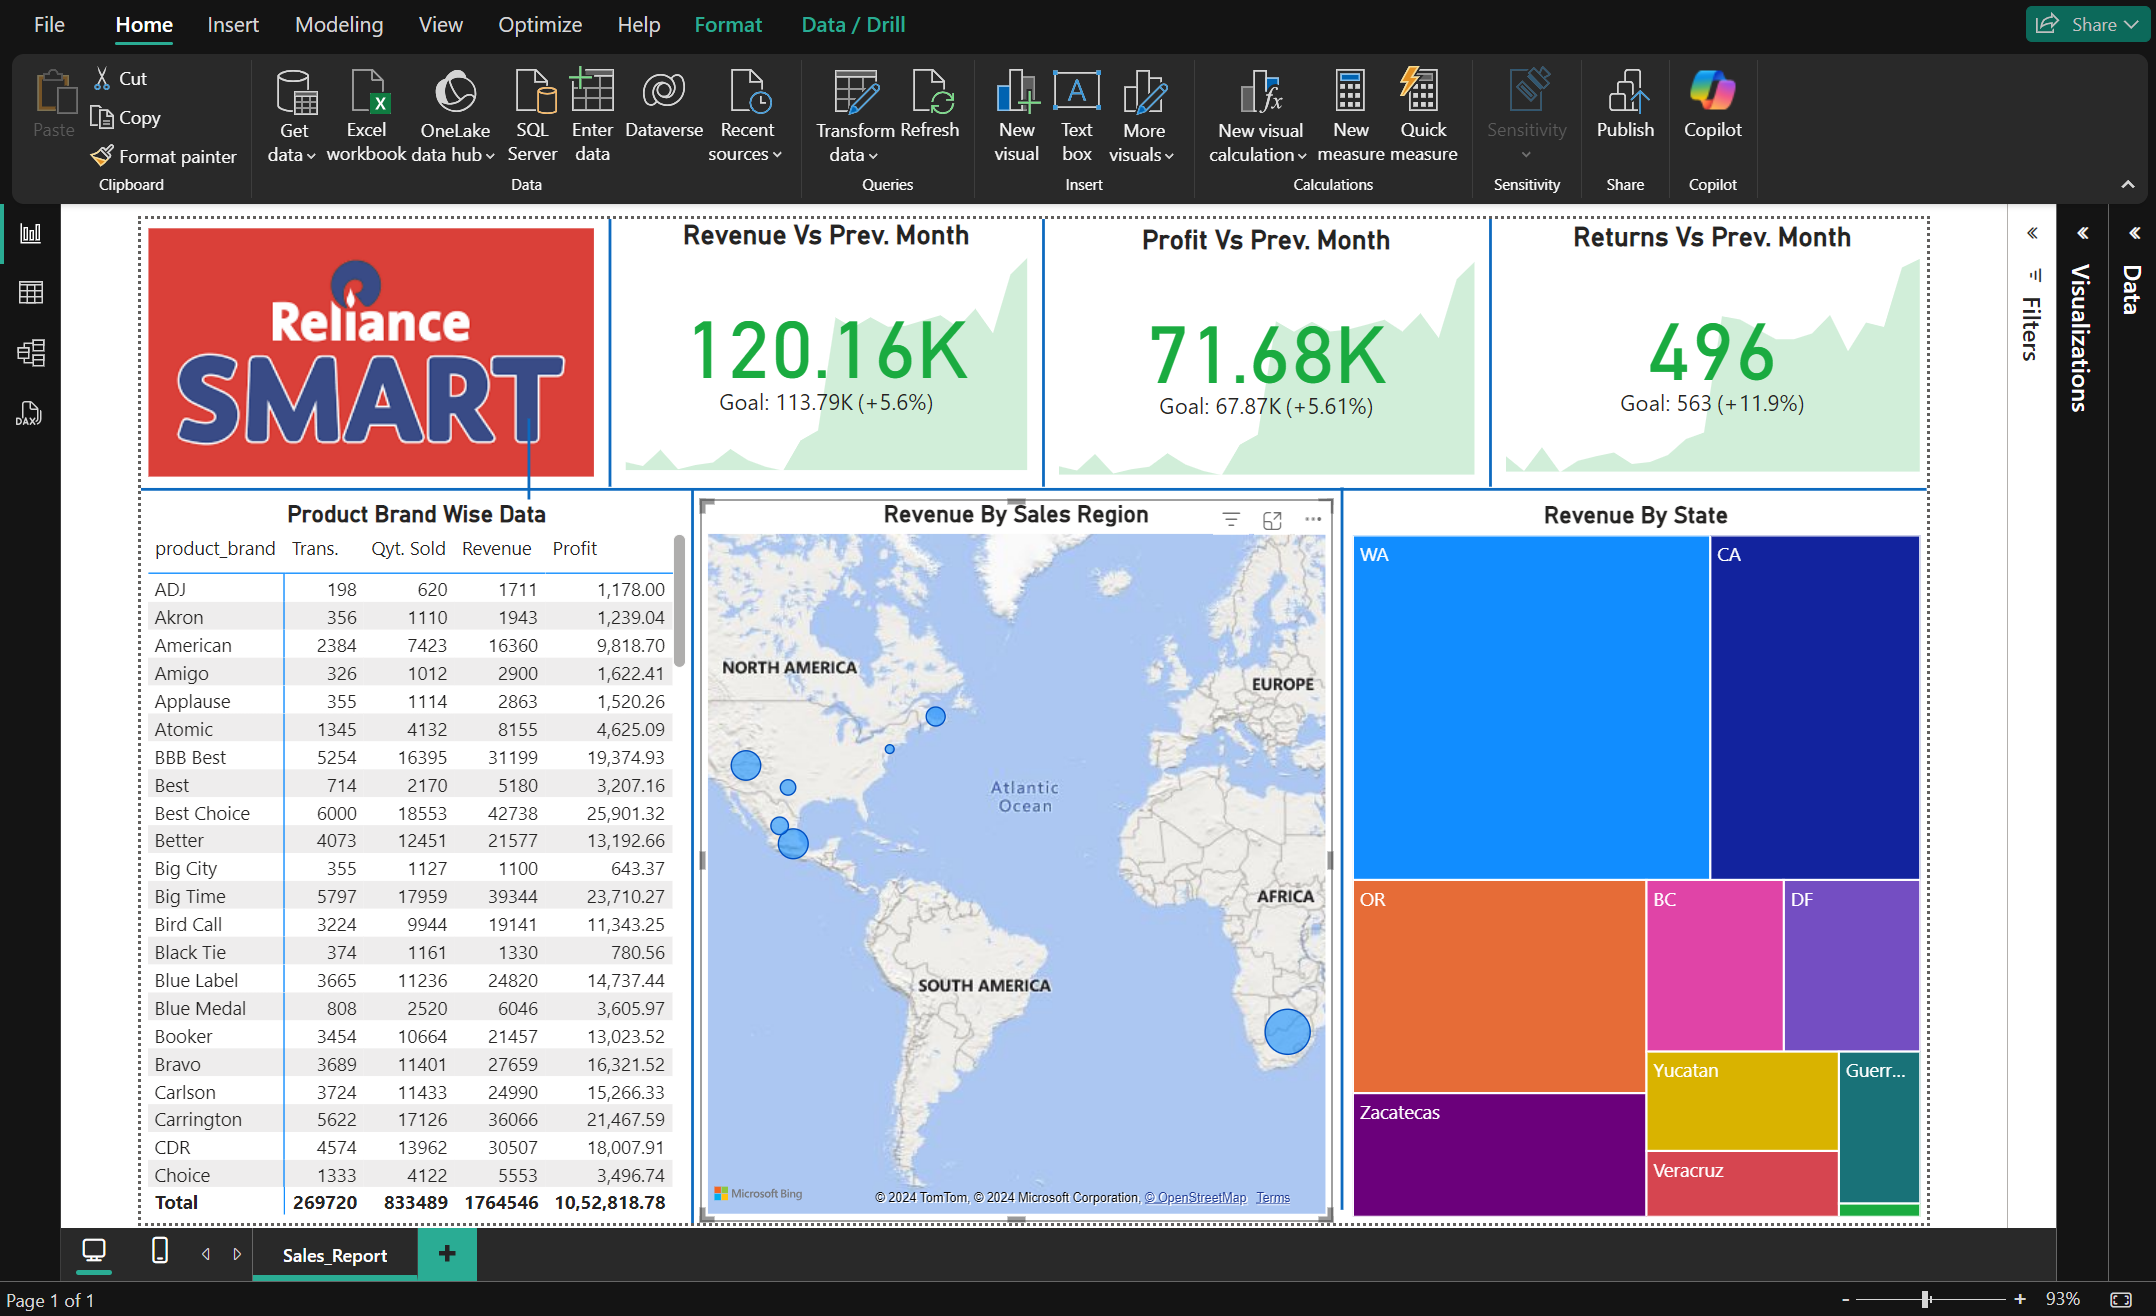 File Home Insert Modeling View Optimize Help Format Data / Drill Share
Paste
Cut
Copy
Format painter
Clipboard
Get data
Excel workbook
OneLake data hub
SQL Server
Enter data
Dataverse
Recent sources
Data
Transform data
Refresh
Queries
New visual
Text box
More visuals
Insert
New visual calculation
New measure
Quick measure
Calculations
Sensitivity
Sensitivity
Publish
Share
Copilot
Copilot
DAX
Reliance
SMART
Revenue Vs Prev. Month
120.16K
Goal: 113.79K (+5.6%)
Profit Vs Prev. Month
71.68K
Goal: 67.87K (+5.61%)
Returns Vs Prev. Month
496
Goal: 563 (+11.9%)
Filters
Visualizations
Data
Product Brand Wise Data
product_brand Trans. Qyt. Sold Revenue Profit
ADJ 198 620 1711 1,178.00
Akron 356 1110 1943 1,239.04
American 2384 7423 16360 9,818.70
Amigo 326 1012 2900 1,622.41
Applause 355 1114 2863 1,520.26
Atomic 1345 4132 8155 4,625.09
BBB Best 5254 16395 31199 19,374.93
Best 714 2170 5180 3,207.16
Best Choice 6000 18553 42738 25,901.32
Better 4073 12451 21577 13,192.66
Big City 355 1127 1100 643.37
Big Time 5797 17959 39344 23,710.27
Bird Call 3224 9944 19141 11,343.25
Black Tie 374 1161 1330 780.56
Blue Label 3665 11236 24820 14,737.44
Blue Medal 808 2520 6046 3,605.97
Booker 3454 10664 21457 13,023.52
Bravo 3689 11401 27659 16,321.52
Carlson 3724 11433 24990 15,266.33
Carrington 5622 17126 36066 21,467.59
CDR 4574 13962 30507 18,007.91
Choice 1333 4122 5553 3,496.74
Total 269720 833489 1764546 10,52,818.78
Revenue By Sales Region
NORTH AMERICA
EUROPE
Atlantic
Ocean
AFRICA
SOUTH AMERICA
Microsoft Bing
© 2024 TomTom, © 2024 Microsoft Corporation, © OpenStreetMap Terms
Revenue By State
WA
CA
OR
BC
DF
Yucatan
Guerr...
Zacatecas
Veracruz
Sales_Report
Page 1 of 1
- + 93%